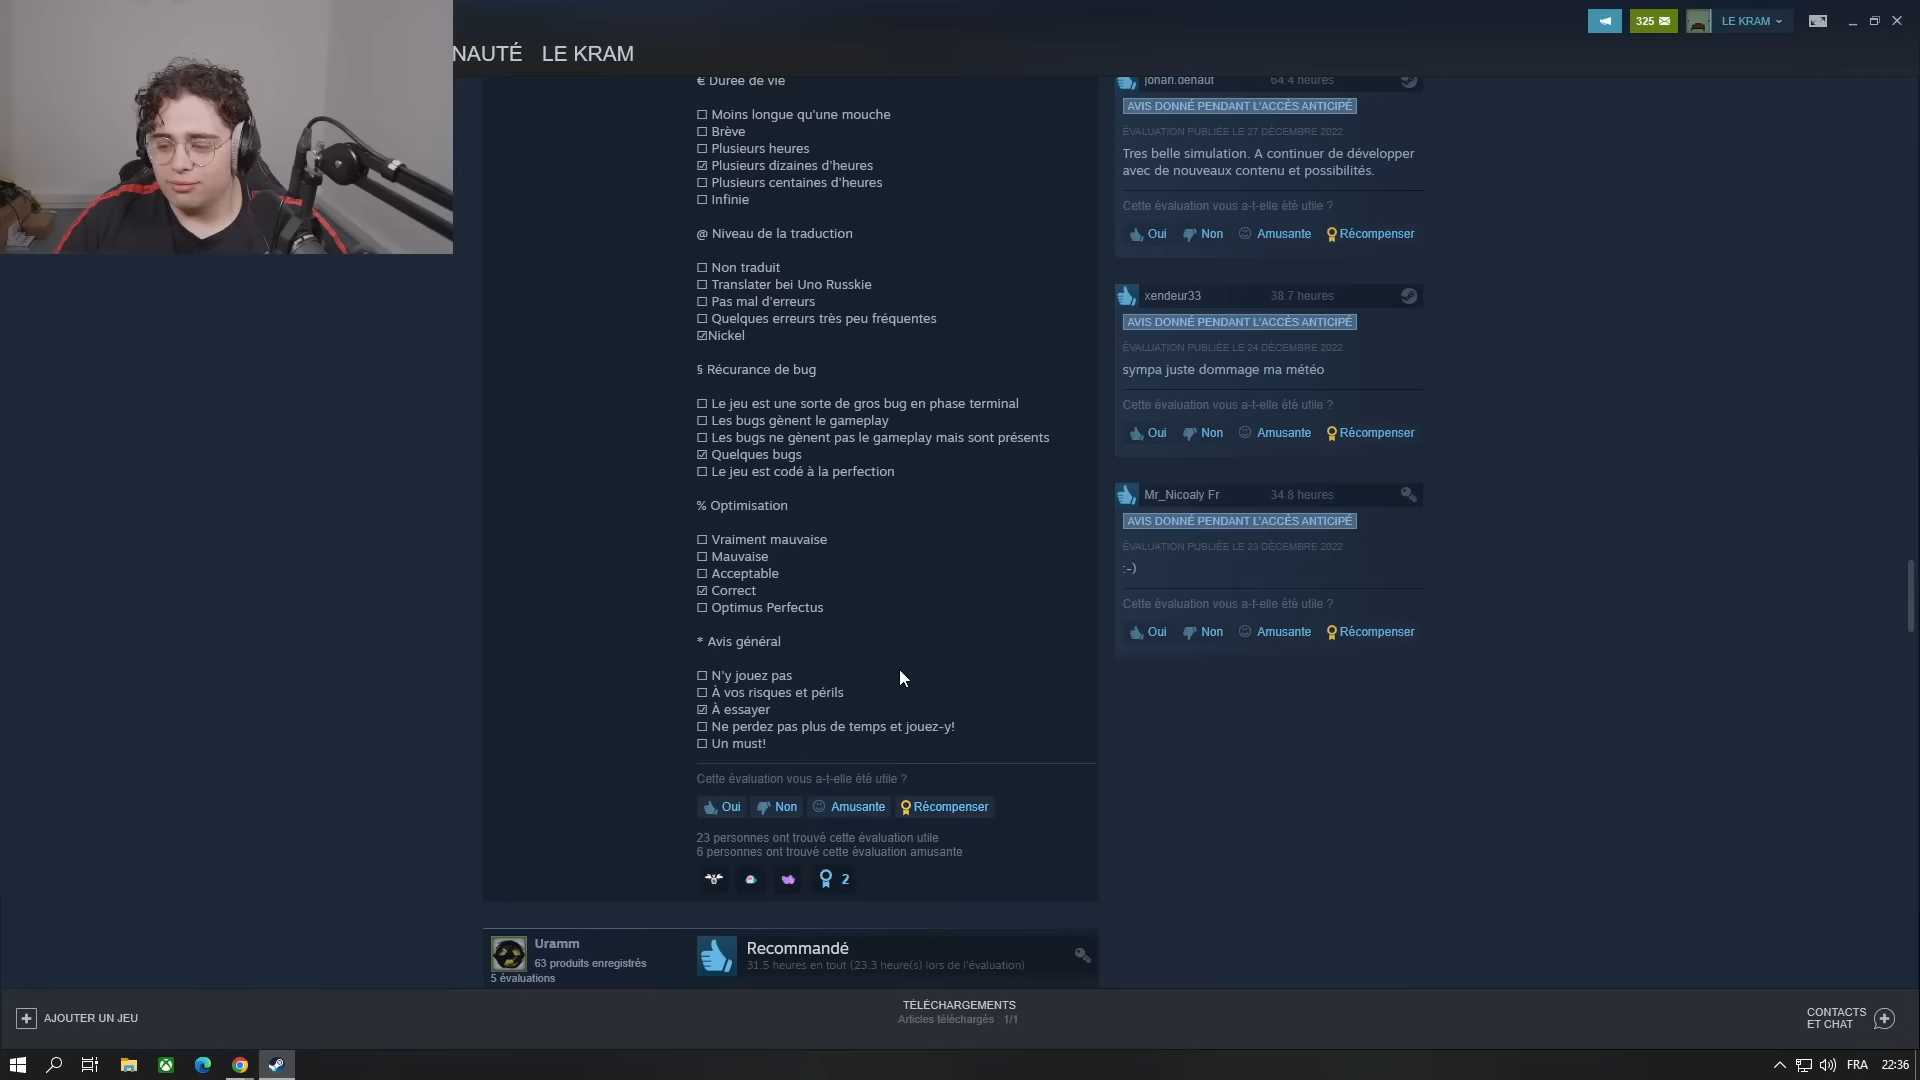 NAUTÉ LE KRAM
325
LE KRAM
€ Durée de vie
☐ Moins longue qu'une mouche
☐ Brève
☐ Plusieurs heures
☑ Plusieurs dizaines d'heures
☐ Plusieurs centaines d'heures
☐ Infinie
@ Niveau de la traduction
☐ Non traduit
☐ Translater bei Uno Russkie
☐ Pas mal d'erreurs
☐ Quelques erreurs très peu fréquentes
☑Nickel
§ Récurance de bug
☐ Le jeu est une sorte de gros bug en phase terminal
☐ Les bugs gènent le gameplay
☐ Les bugs ne gènent pas le gameplay mais sont présents
☑ Quelques bugs
☐ Le jeu est codé à la perfection
% Optimisation
☐ Vraiment mauvaise
☐ Mauvaise
☐ Acceptable
☑ Correct
☐ Optimus Perfectus
* Avis général
☐ N'y jouez pas
☐ À vos risques et périls
☑ À essayer
☐ Ne perdez pas plus de temps et jouez-y!
☐ Un must!
Cette évaluation vous a-t-elle été utile ?
Oui Non Amusante Récompenser
23 personnes ont trouvé cette évaluation utile
6 personnes ont trouvé cette évaluation amusante
2
Uramm
63 produits enregistrés
5 évaluations
Recommandé
31.5 heures en tout (23.3 heure(s) lors de l'évaluation)
johan.denaut 64.4 heures
AVIS DONNÉ PENDANT L'ACCÈS ANTICIPÉ
ÉVALUATION PUBLIÉE LE 27 DÉCEMBRE 2022
Tres belle simulation. A continuer de développer
avec de nouveaux contenu et possibilités.
Cette évaluation vous a-t-elle été utile ?
Oui Non Amusante Récompenser
xendeur33 38.7 heures
AVIS DONNÉ PENDANT L'ACCÈS ANTICIPÉ
ÉVALUATION PUBLIÉE LE 24 DÉCEMBRE 2022
sympa juste dommage ma météo
Cette évaluation vous a-t-elle été utile ?
Oui Non Amusante Récompenser
Mr_Nicoaly Fr 34.8 heures
AVIS DONNÉ PENDANT L'ACCÈS ANTICIPÉ
ÉVALUATION PUBLIÉE LE 23 DÉCEMBRE 2022
:-)
Cette évaluation vous a-t-elle été utile ?
Oui Non Amusante Récompenser
AJOUTER UN JEU
TÉLÉCHARGEMENTS
Articles téléchargés : 1/1
CONTACTS
ET CHAT
FRA 22:36